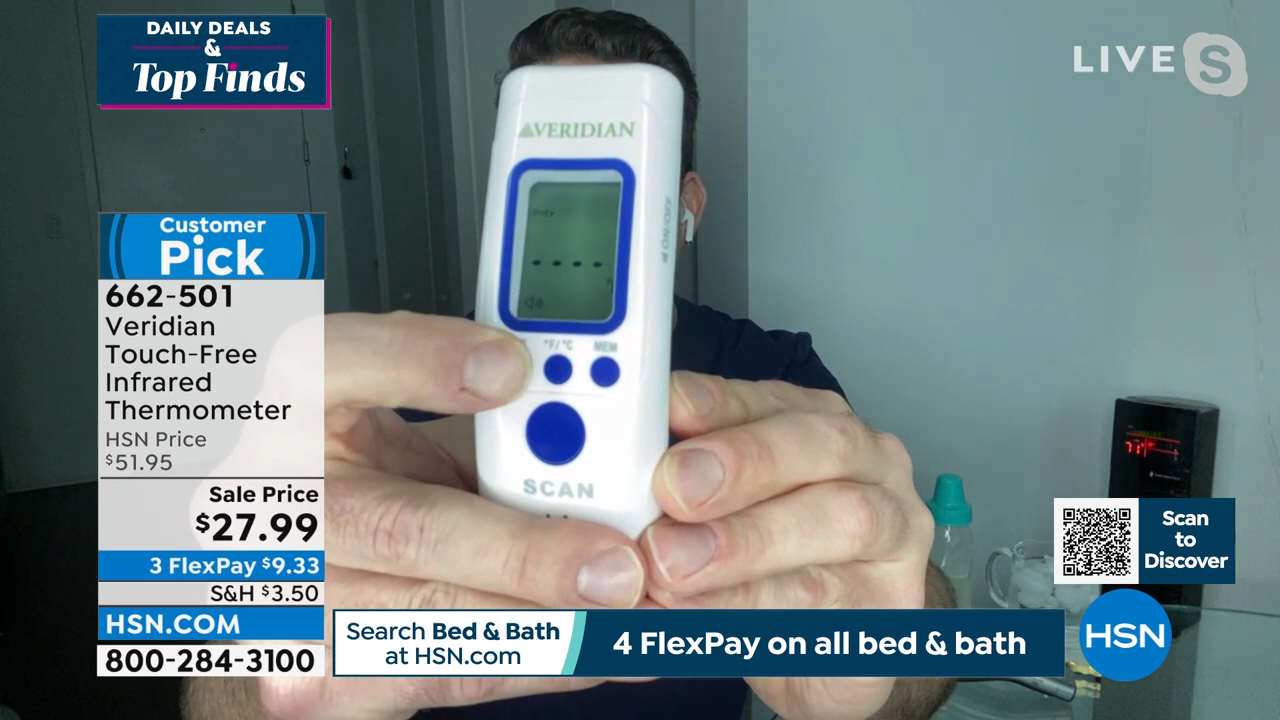 DAILY DEALS
&
Top Finds
LIVE S
Customer
Pick
662-501
Veridian
Touch-Free
Infrared
Thermometer
HSN Price
$51.95
Sale Price
$27.99
3 FlexPay $9.33
S&H $3.50
HSN.COM
800-284-3100
VERIDIAN
ON/OFF
°F/°C
MEM
SCAN
Search Bed & Bath
at HSN.com
4 FlexPay on all bed & bath
Scan
to
Discover
HSN